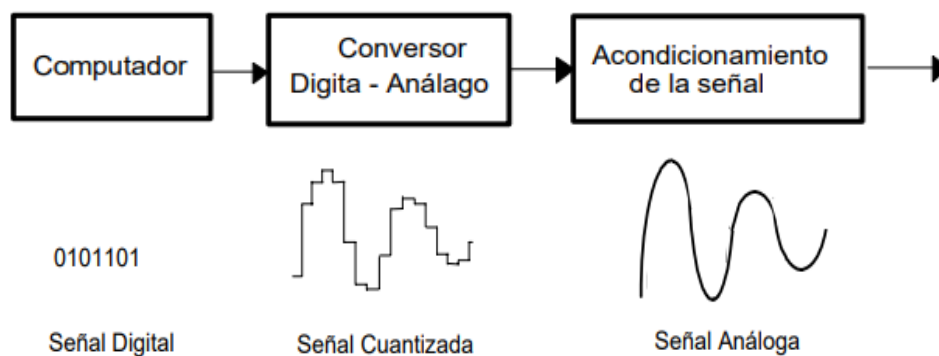 Computador
Conversor
Digita - Análago
Acondicionamiento
de la señal
0101101
Señal Digital
Señal Cuantizada
Señal Análoga